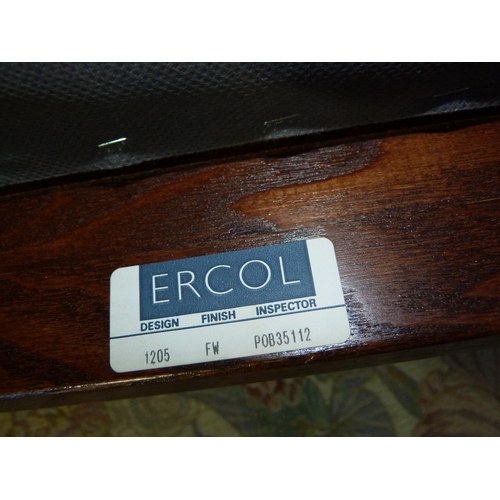 ERCOL
DESIGN FINISH INSPECTOR
1205 FW POB35112